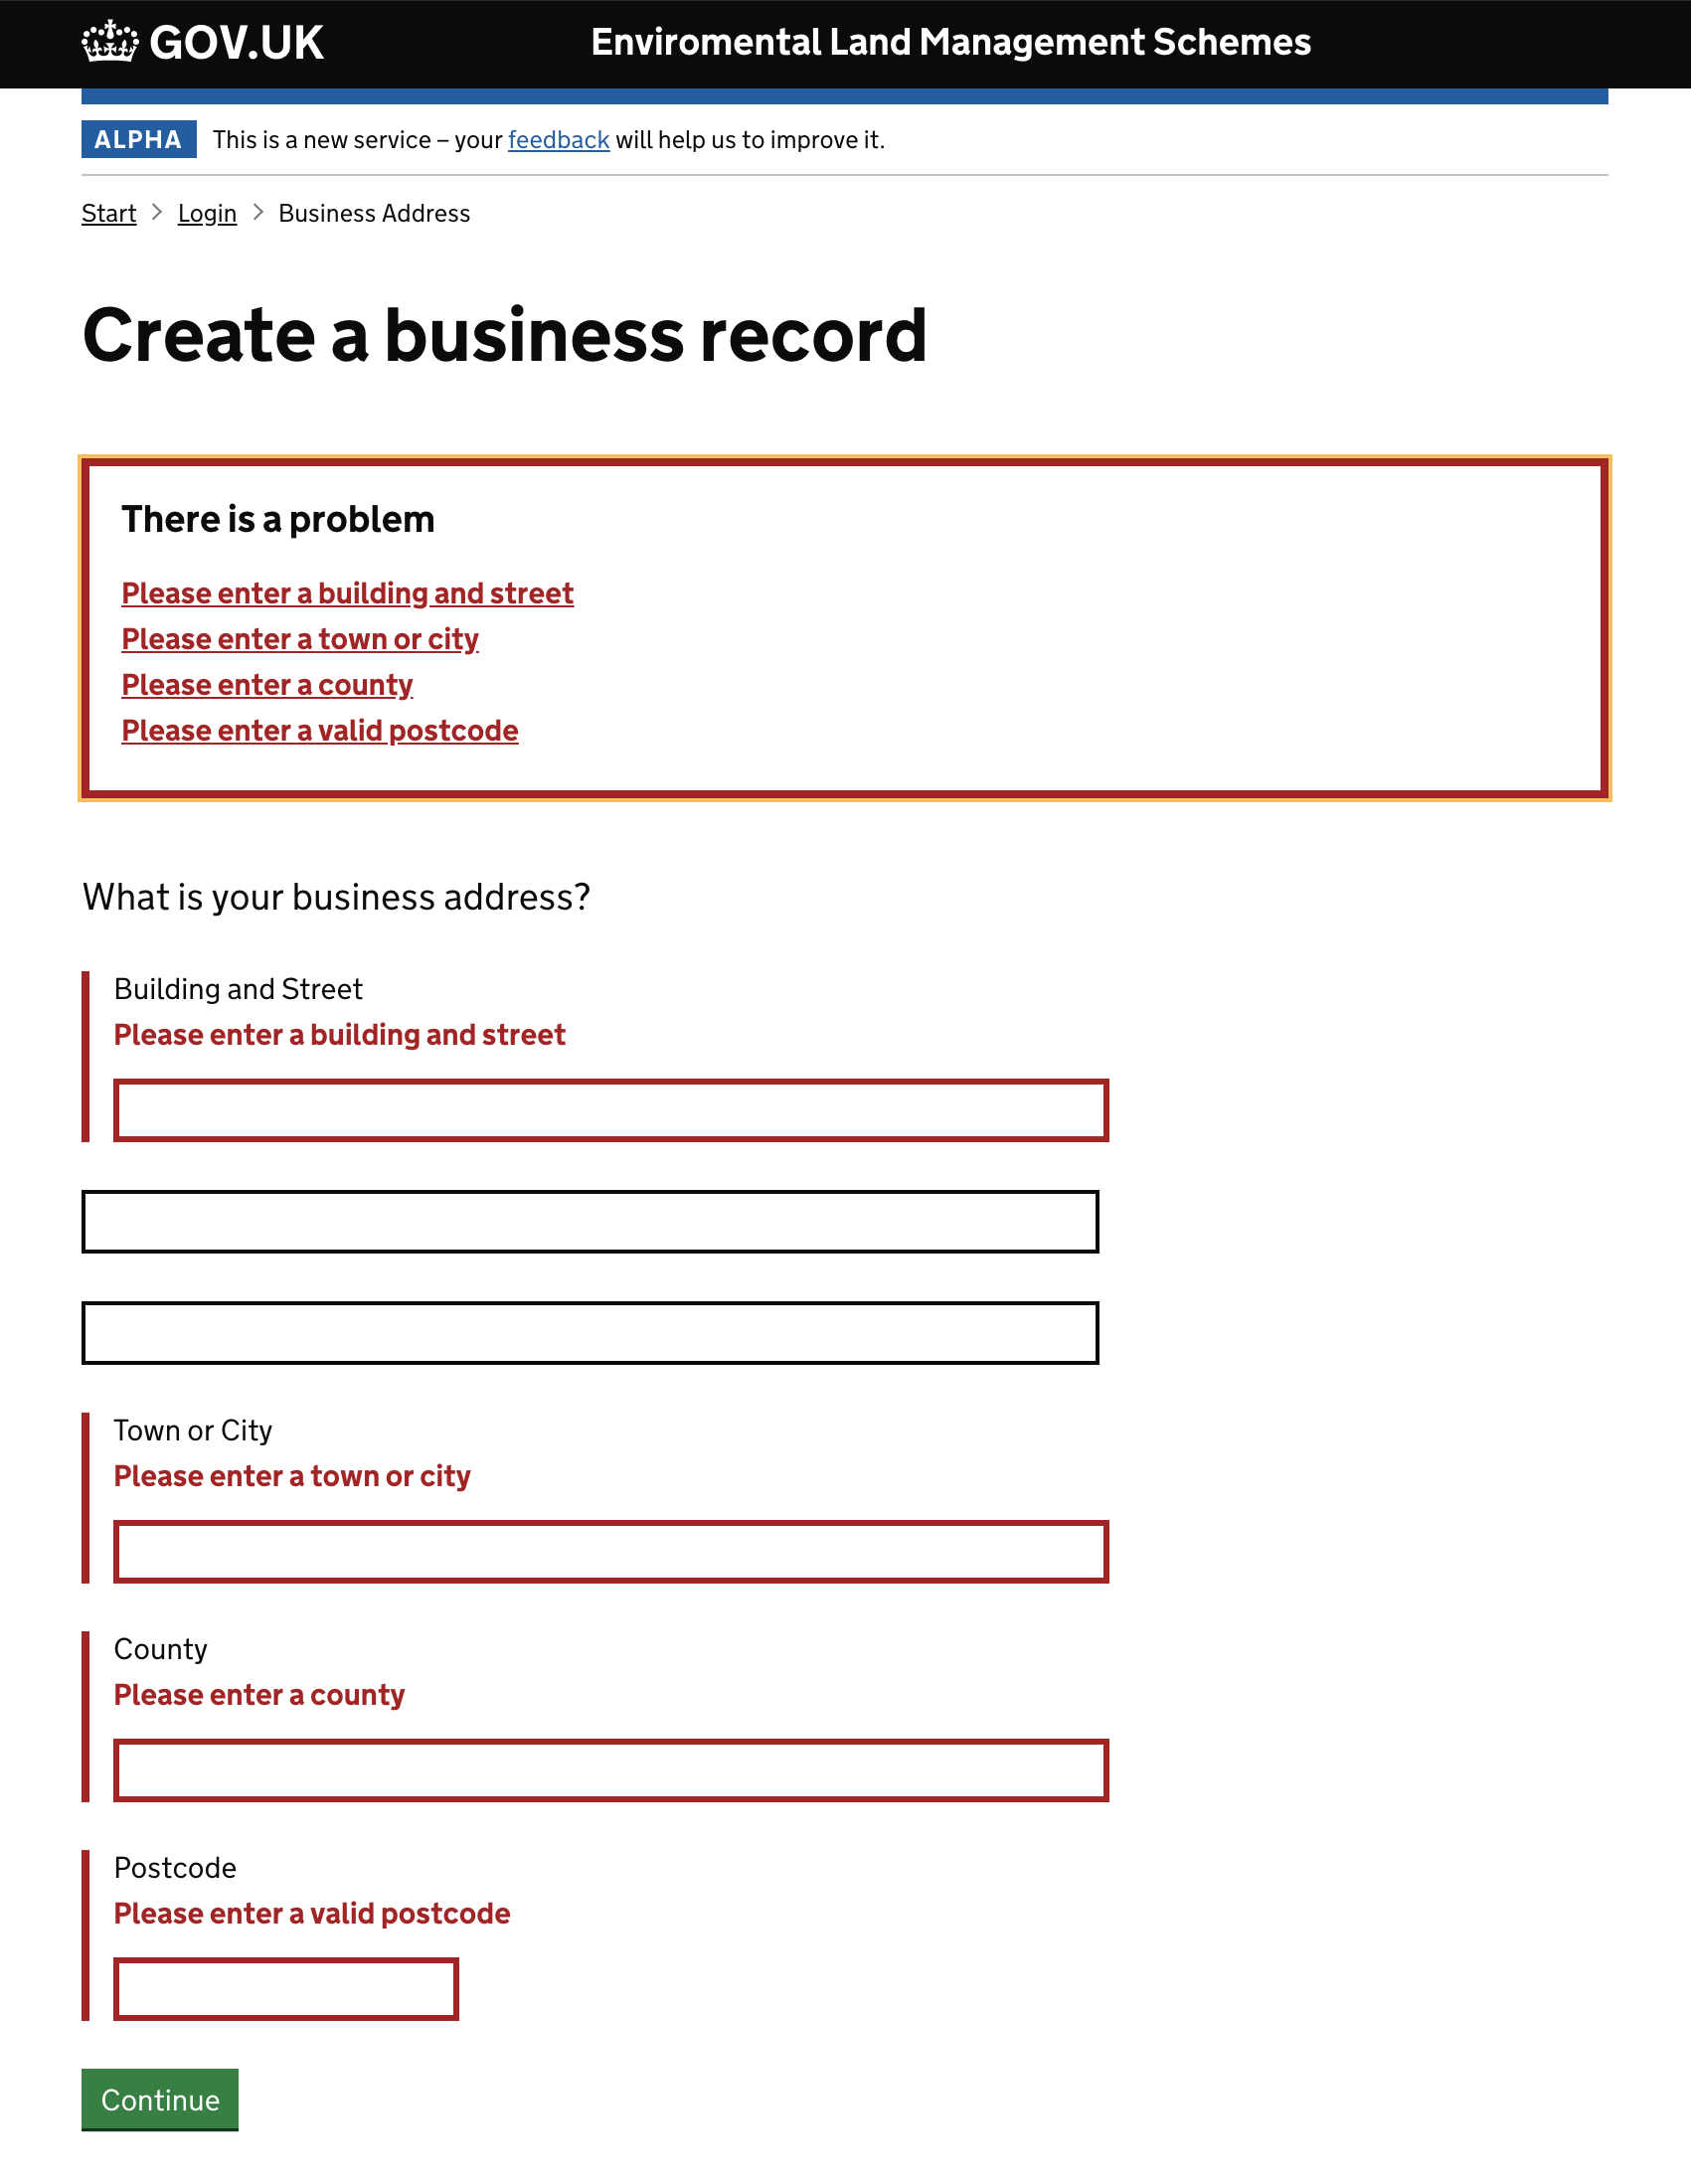 GOV.UK Enviromental Land Management Schemes
ALPHA This is a new service – your feedback will help us to improve it.
Start > Login > Business Address
Create a business record
There is a problem
Please enter a building and street
Please enter a town or city
Please enter a county
Please enter a valid postcode
What is your business address?
Building and Street
Please enter a building and street
Town or City
Please enter a town or city
County
Please enter a county
Postcode
Please enter a valid postcode
Continue